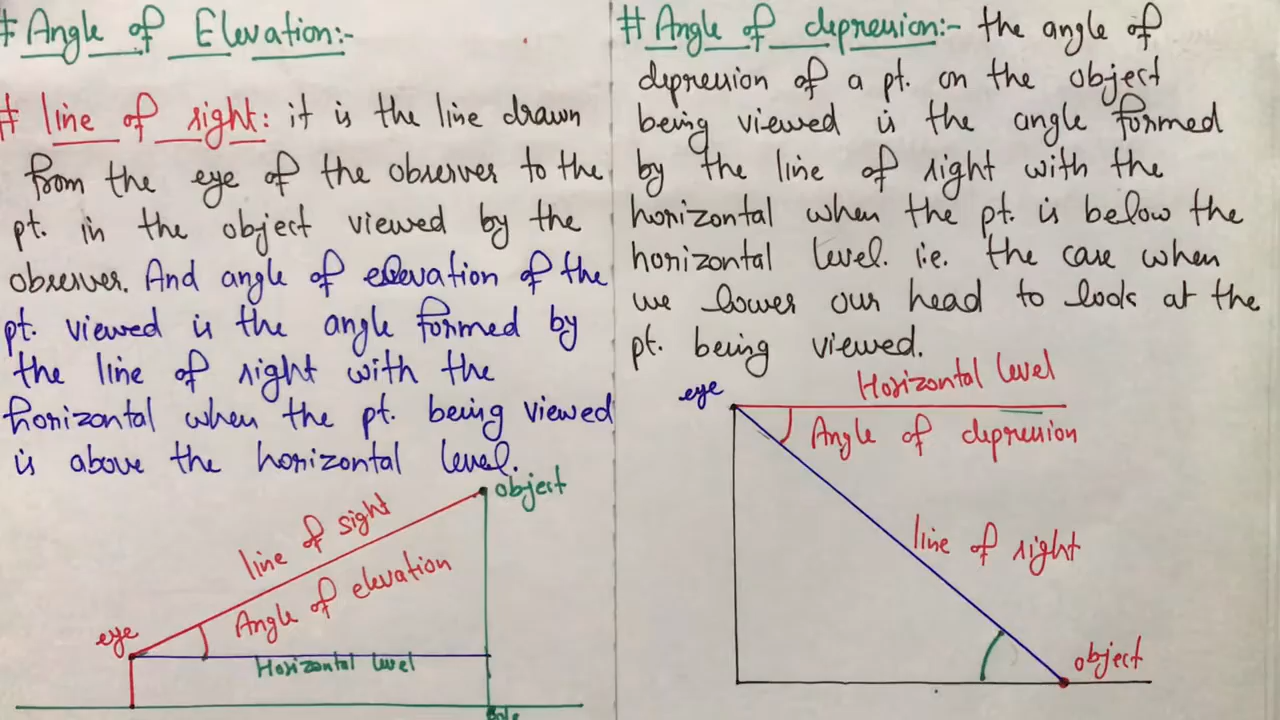 # Angle of Elevation:-
# line of sight: it is the line drawn
from the eye of the observer to the
pt. in the object viewed by the
observer. And angle of elevation of the
pt. viewed is the angle formed by
the line of sight with the
horizontal when the pt. being viewed
is above the horizontal level.
object
line of sight
Angle of elevation
eye
Horizontal level
Pole
# Angle of depression:- the angle of
depression of a pt. on the object
being viewed is the angle formed
by the line of sight with the
horizontal when the pt. is below the
horizontal level. i.e. the case when
we lower our head to look at the
pt. being viewed.
eye
Horizontal level
Angle of depression
line of sight
object